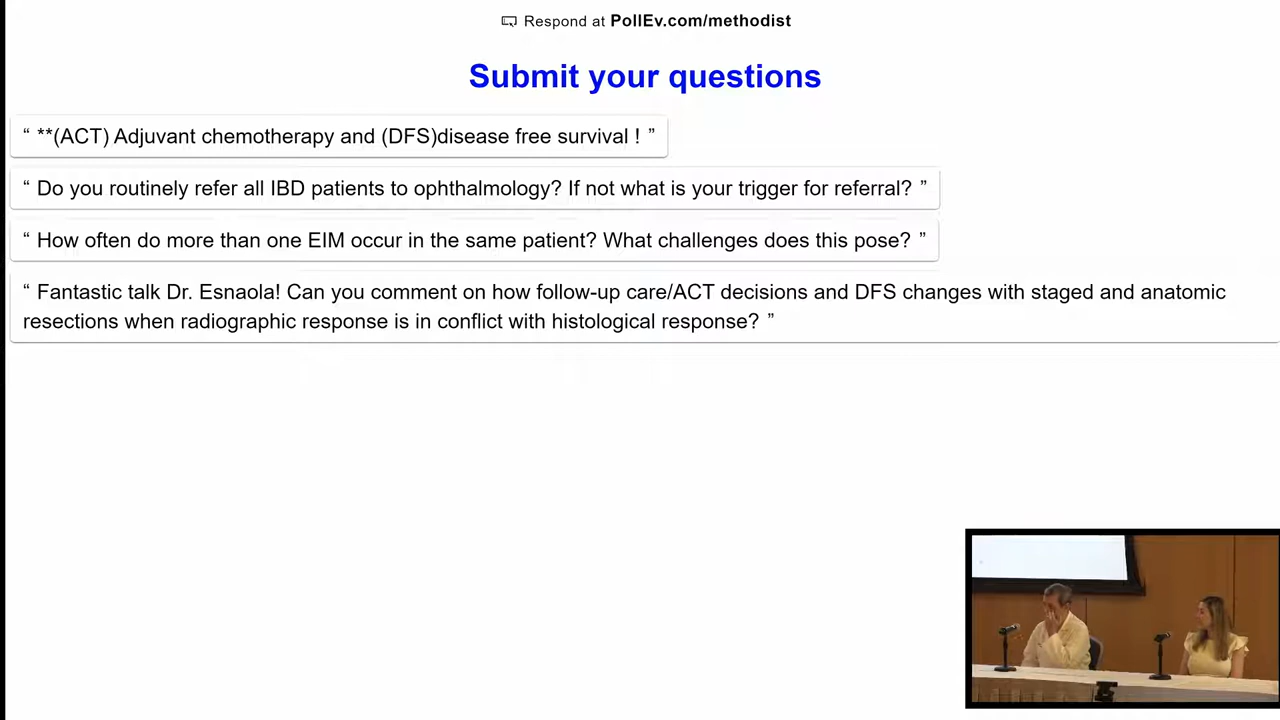 Respond at PollEv.com/methodist
Submit your questions
“ **(ACT) Adjuvant chemotherapy and (DFS)disease free survival ! ”
“ Do you routinely refer all IBD patients to ophthalmology? If not what is your trigger for referral? ”
“ How often do more than one EIM occur in the same patient? What challenges does this pose? ”
“ Fantastic talk Dr. Esnaola! Can you comment on how follow-up care/ACT decisions and DFS changes with staged and anatomic
resections when radiographic response is in conflict with histological response? ”